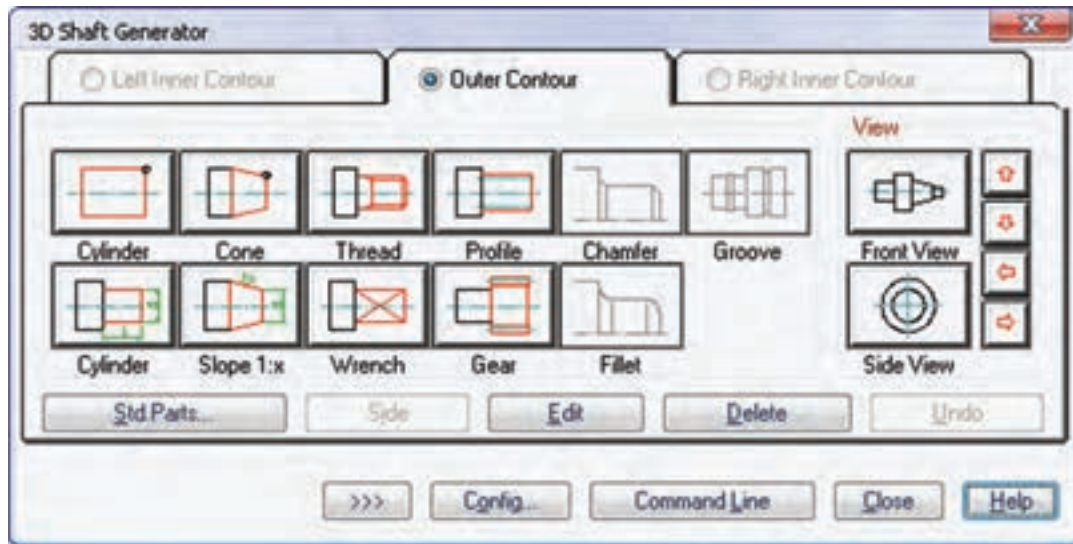 3D Shaft Generator
Left Inner Contour Outer Contour Right Inner Contour
View
Cylinder Cone Thread Profile Chamfer Groove Front View
Cylinder Slope 1:x Wrench Gear Fillet Side View
Std.Parts... Side Edit Delete Undo
>>> Config... Command Line Close Help